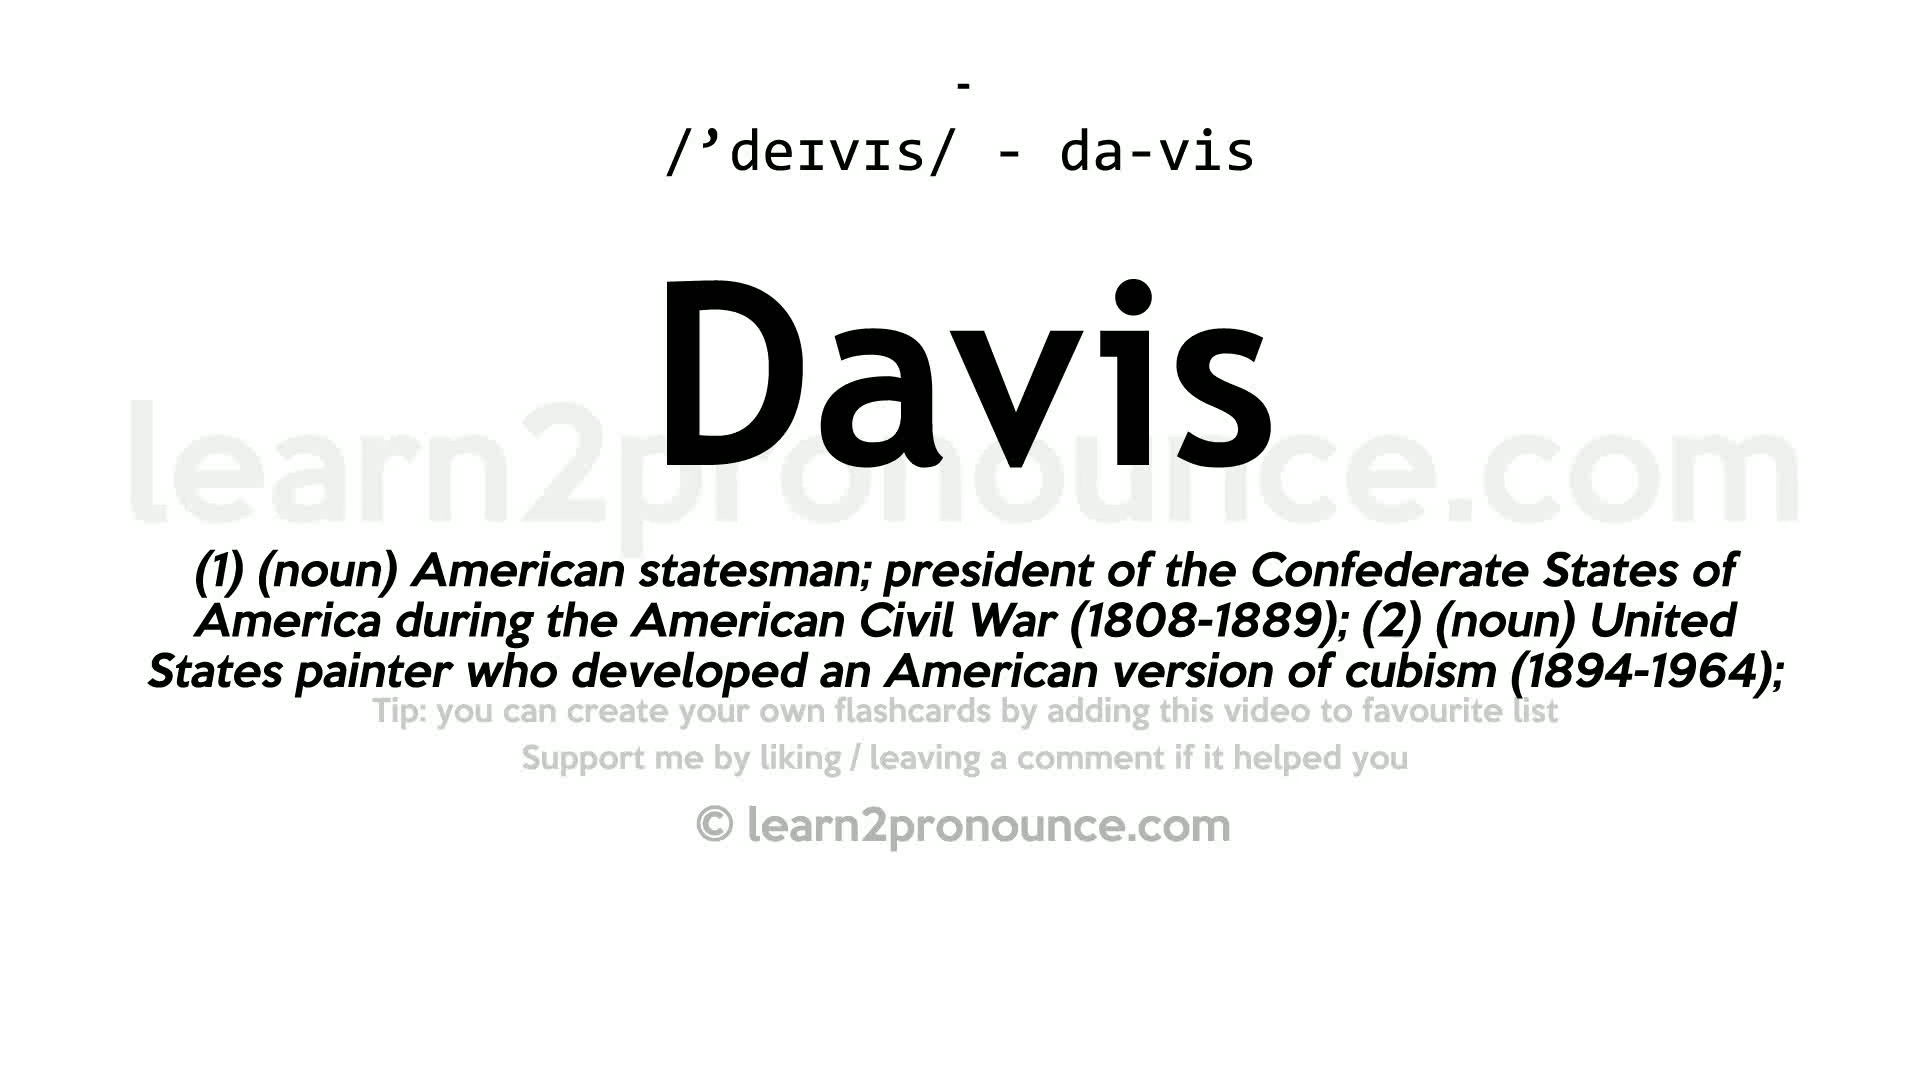 -
/’deɪvɪs/ - da-vis
Davis
learn2pronounce.com
(1) (noun) American statesman; president of the Confederate States of
America during the American Civil War (1808-1889); (2) (noun) United
States painter who developed an American version of cubism (1894-1964);
Tip: you can create your own flashcards by adding this video to favourite list
Support me by liking / leaving a comment if it helped you
© learn2pronounce.com